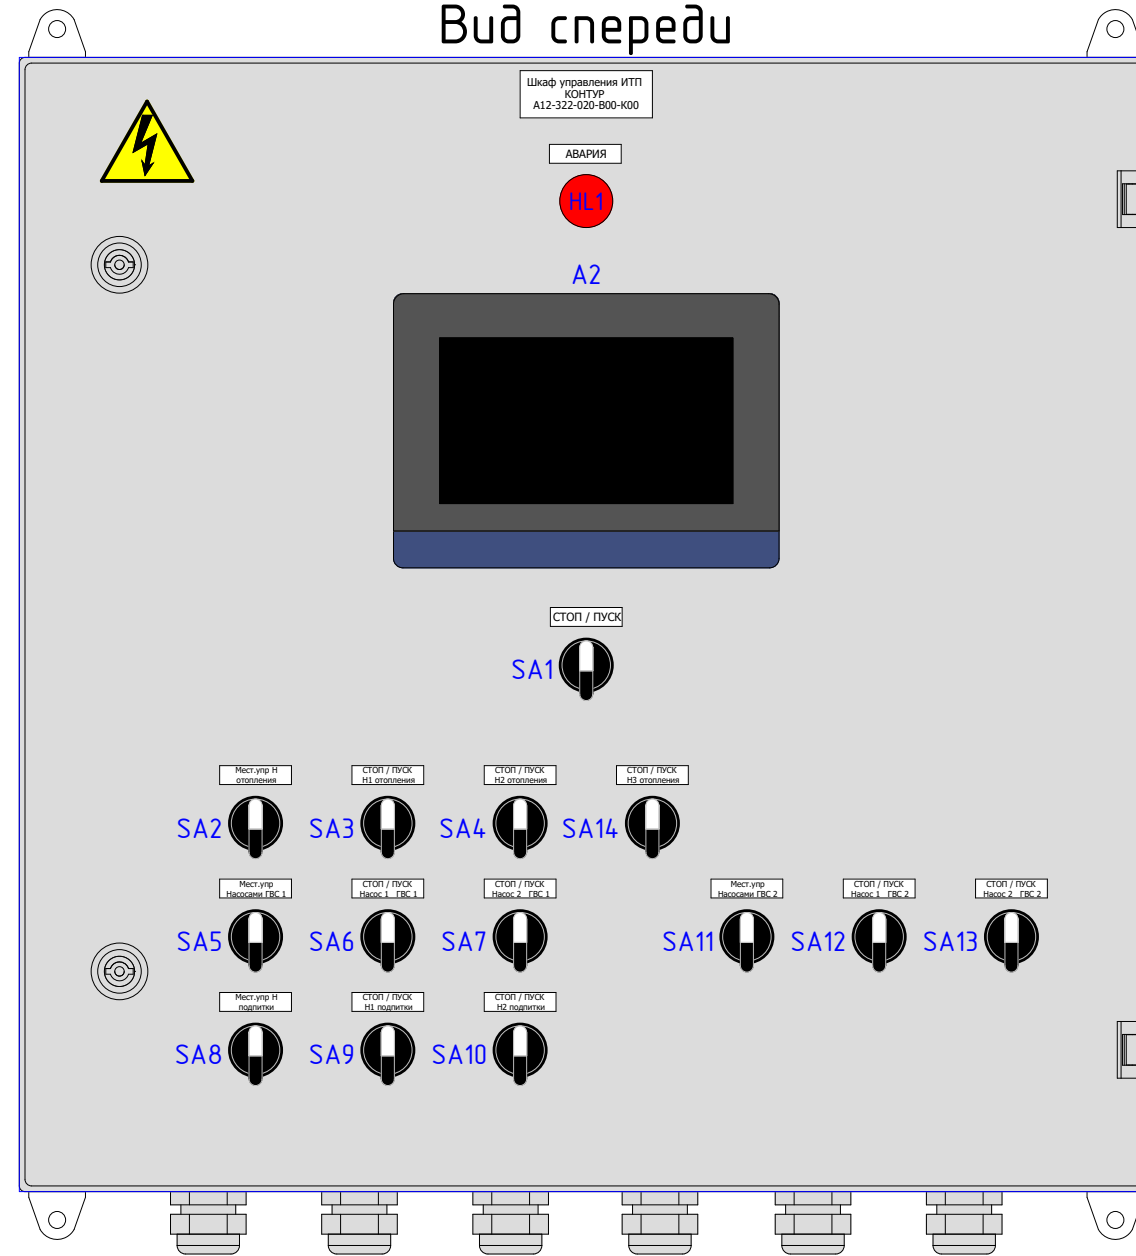 Вид спереди
Шкаф управления ИТП
КОНТУР
А12-322-020-В00-К00
АВАРИЯ
HL1
A2
СТОП / ПУСК
SA1
Мест.упр Н
отопления
СТОП / ПУСК
Н1 отопления
СТОП / ПУСК
Н2 отопления
СТОП / ПУСК
Н3 отопления
SA2
SA3
SA4
SA14
Мест.упр
Насосами ГВС 1
СТОП / ПУСК
Насос 1 ГВС 1
СТОП / ПУСК
Насос 2 ГВС 1
Мест.упр
Насосами ГВС 2
СТОП / ПУСК
Насос 1 ГВС 2
СТОП / ПУСК
Насос 2 ГВС 2
SA5
SA6
SA7
SA11
SA12
SA13
Мест.упр Н
подпитки
СТОП / ПУСК
Н1 подпитки
СТОП / ПУСК
Н2 подпитки
SA8
SA9
SA10